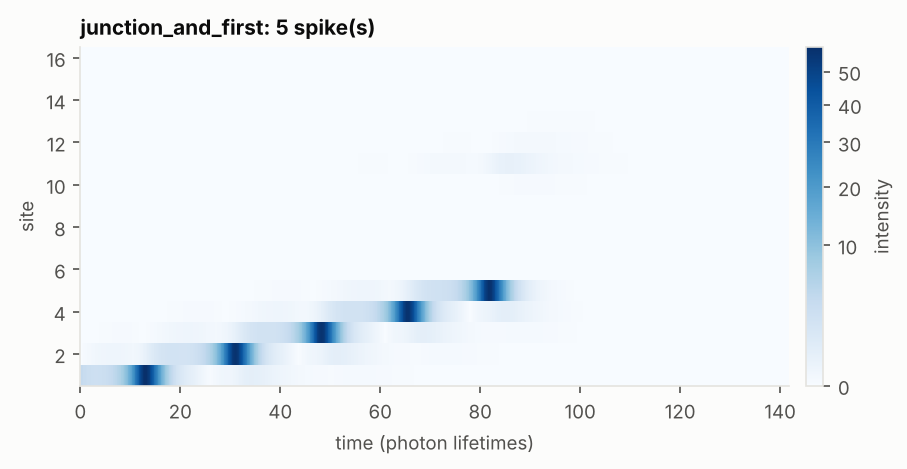 junction_and_first: 5 spike(s)
16
14
12
10
8
6
4
2
site
0 20 40 60 80 100 120 140
time (photon lifetimes)
50
40
30
20
10
0
intensity